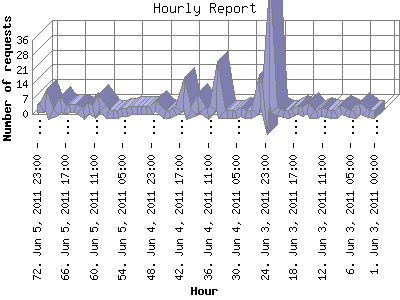 Hourly Report
Number of requests
36
28
21
14
7
0
72. Jun 5, 2011 23:00 - ...
66. Jun 5, 2011 17:00 - ...
60. Jun 5, 2011 11:00 - ...
54. Jun 5, 2011 05:00 - ...
48. Jun 4, 2011 23:00 - ...
42. Jun 4, 2011 17:00 - ...
36. Jun 4, 2011 11:00 - ...
30. Jun 4, 2011 05:00 - ...
24. Jun 3, 2011 23:00 - ...
18. Jun 3, 2011 17:00 - ...
12. Jun 3, 2011 11:00 - ...
6. Jun 3, 2011 05:00 - ...
1. Jun 3, 2011 00:00 - ...
Hour